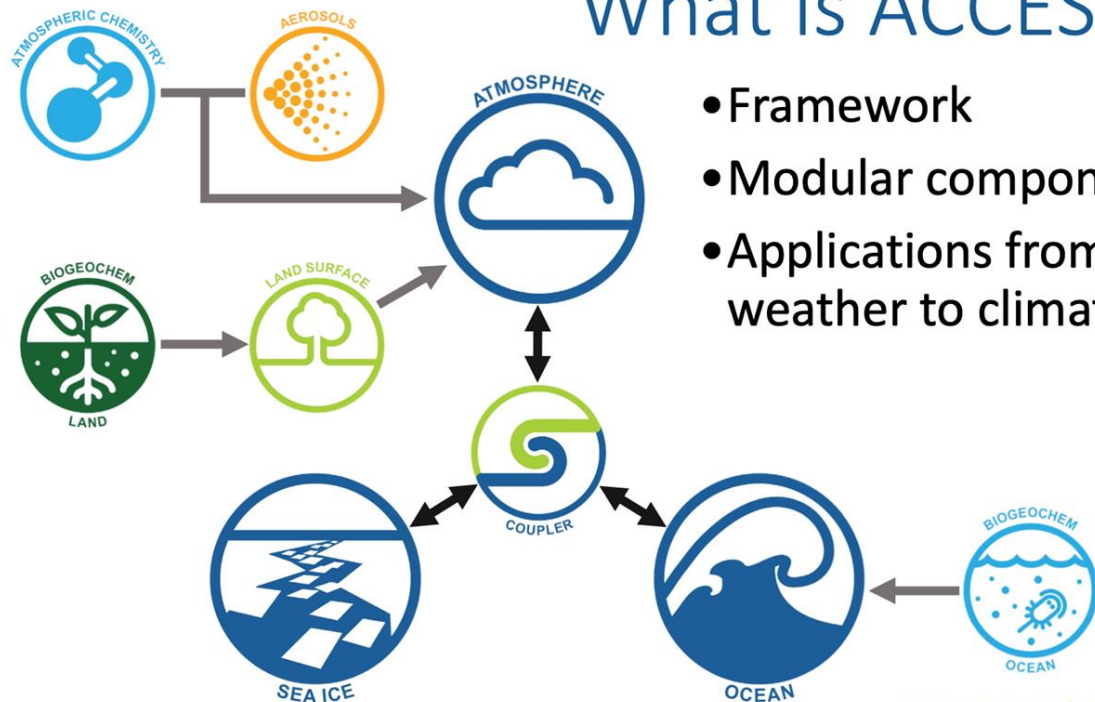 What is ACCES
•Framework
•Modular compon
•Applications from
weather to climat
ATMOSPHERIC CHEMISTRY
AEROSOLS
ATMOSPHERE
BIOGEOCHEM
LAND
LAND SURFACE
COUPLER
SEA ICE
OCEAN
BIOGEOCHEM
OCEAN